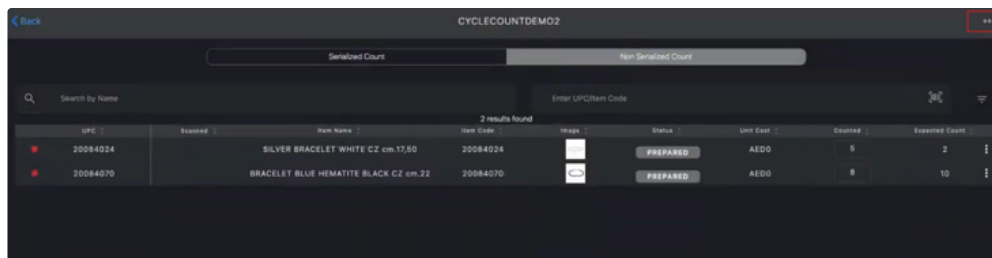 Back CYCLECOUNTDEMO2
Serialized Count Non Serialized Count
Search by Name Enter UPC/Item Code
2 results found
UPC Scanned Item Name Item Code Image Status Unit Cost Counted Expected Count
20084024 SILVER BRACELET WHITE CZ cm.17,50 20084024 PREPARED AED0 5 2
20084070 BRACELET BLUE HEMATITE BLACK CZ cm.22 20084070 PREPARED AED0 8 10